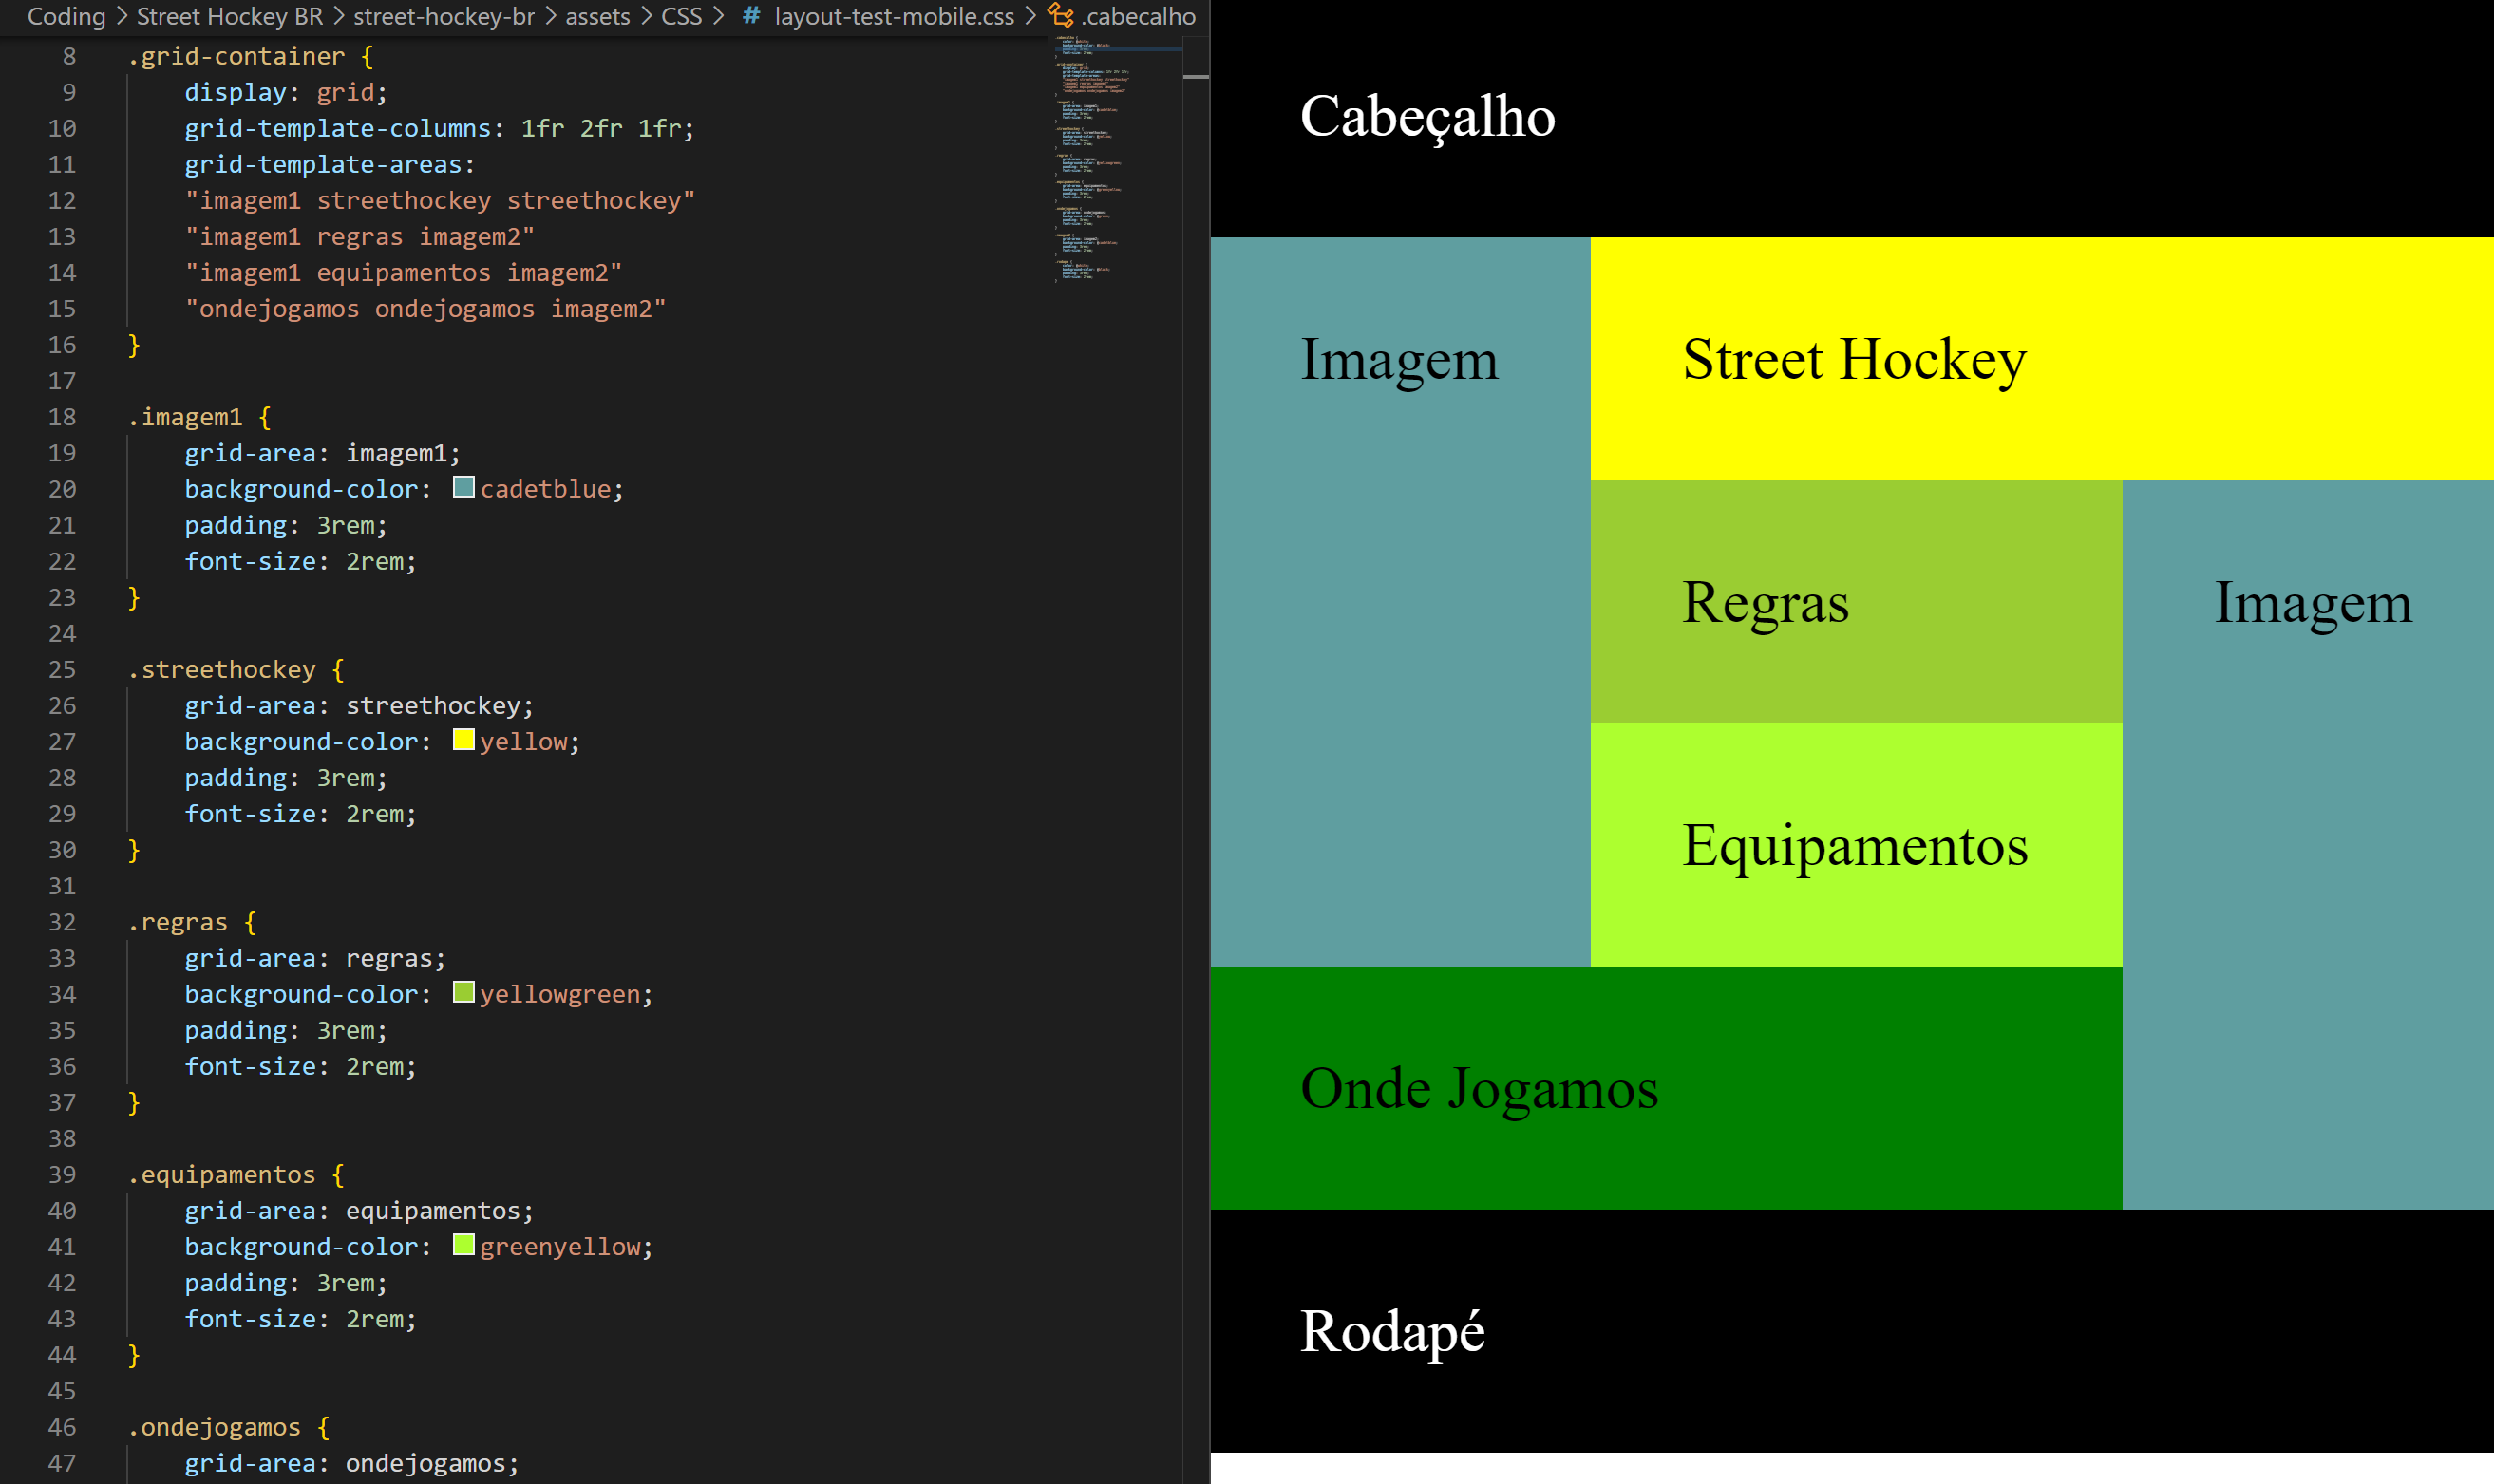 Coding > Street Hockey BR > street-hockey-br > assets > CSS > # layout-test-mobile.css > .cabecalho
8 .grid-container {
9 display: grid;
10 grid-template-columns: 1fr 2fr 1fr;
11 grid-template-areas:
12 "imagem1 streethockey streethockey"
13 "imagem1 regras imagem2"
14 "imagem1 equipamentos imagem2"
15 "ondejogamos ondejogamos imagem2"
16 }
17
18 .imagem1 {
19 grid-area: imagem1;
20 background-color: cadetblue;
21 padding: 3rem;
22 font-size: 2rem;
23 }
24
25 .streethockey {
26 grid-area: streethockey;
27 background-color: yellow;
28 padding: 3rem;
29 font-size: 2rem;
30 }
31
32 .regras {
33 grid-area: regras;
34 background-color: yellowgreen;
35 padding: 3rem;
36 font-size: 2rem;
37 }
38
39 .equipamentos {
40 grid-area: equipamentos;
41 background-color: greenyellow;
42 padding: 3rem;
43 font-size: 2rem;
44 }
45
46 .ondejogamos {
47 grid-area: ondejogamos;
Cabeçalho
Imagem
Street Hockey
Regras
Imagem
Equipamentos
Onde Jogamos
Rodapé